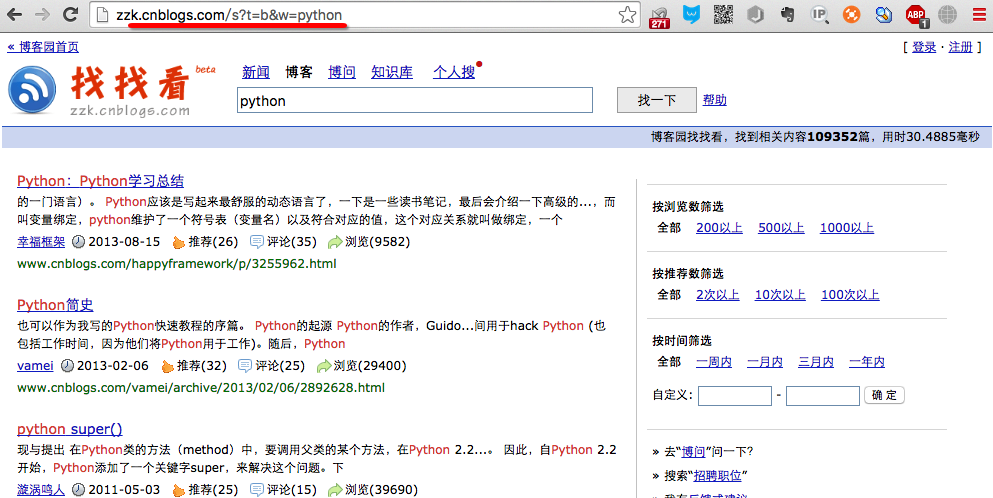 zzk.cnblogs.com/s?t=b&w=python
271
IP
ABP
1
« 博客园首页
[ 登录 · 注册 ]
找找看 beta
zzk.cnblogs.com
新闻 博客 博问 知识库 个人搜
python
找一下
帮助
博客园找找看，找到相关内容109352篇，用时30.4885毫秒
Python：Python学习总结
的一门语言）。 Python应该是写起来最舒服的动态语言了，一下是一些读书笔记，最后会介绍一下高级的...，而
叫变量绑定，python维护了一个符号表（变量名）以及符合对应的值，这个对应关系就叫做绑定，一个
幸福框架 2013-08-15 推荐(26) 评论(35) 浏览(9582)
www.cnblogs.com/happyframework/p/3255962.html
Python简史
也可以作为我写的Python快速教程的序篇。 Python的起源 Python的作者，Guido...间用于hack Python (也
包括工作时间，因为他们将Python用于工作)。随后，Python
vamei 2013-02-06 推荐(32) 评论(25) 浏览(29400)
www.cnblogs.com/vamei/archive/2013/02/06/2892628.html
python super()
现与提出 在Python类的方法（method）中，要调用父类的某个方法，在Python 2.2...。 因此，自Python 2.2
开始，Python添加了一个关键字super，来解决这个问题。下
漩涡鸣人 2011-05-03 推荐(25) 评论(15) 浏览(39690)
按浏览数筛选
全部 200以上 500以上 1000以上
按推荐数筛选
全部 2次以上 10次以上 100次以上
按时间筛选
全部 一周内 一月内 三月内 一年内
自定义: - 确 定
» 去“博问”问一下?
» 搜索“招聘职位”